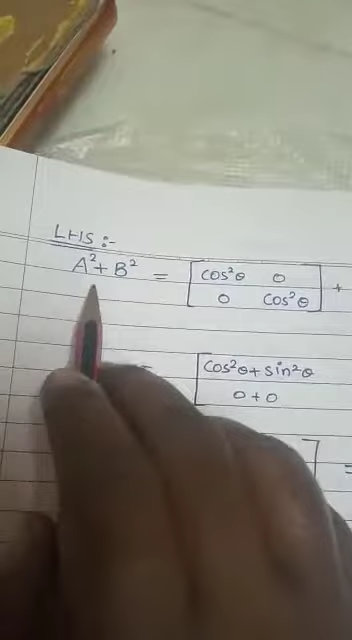 LHS :-
A² + B² = [cos²θ 0] +
[0 cos²θ]
= [cos²θ + sin²θ
0 + 0
] =